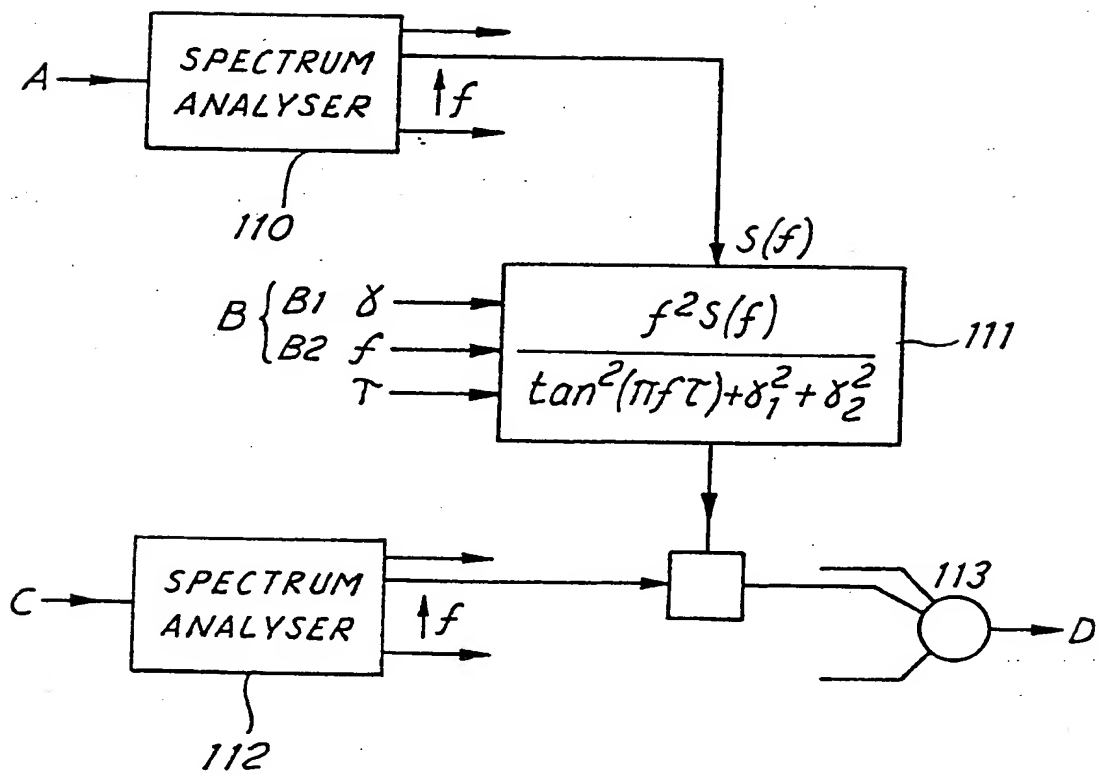 A
SPECTRUM
ANALYSER
f
110
S(f)
B { B1 γ
B2 f
τ
f²S(f)
tan²(πfτ)+γ₁²+γ₂²
111
C
SPECTRUM
ANALYSER
f
112
113
D